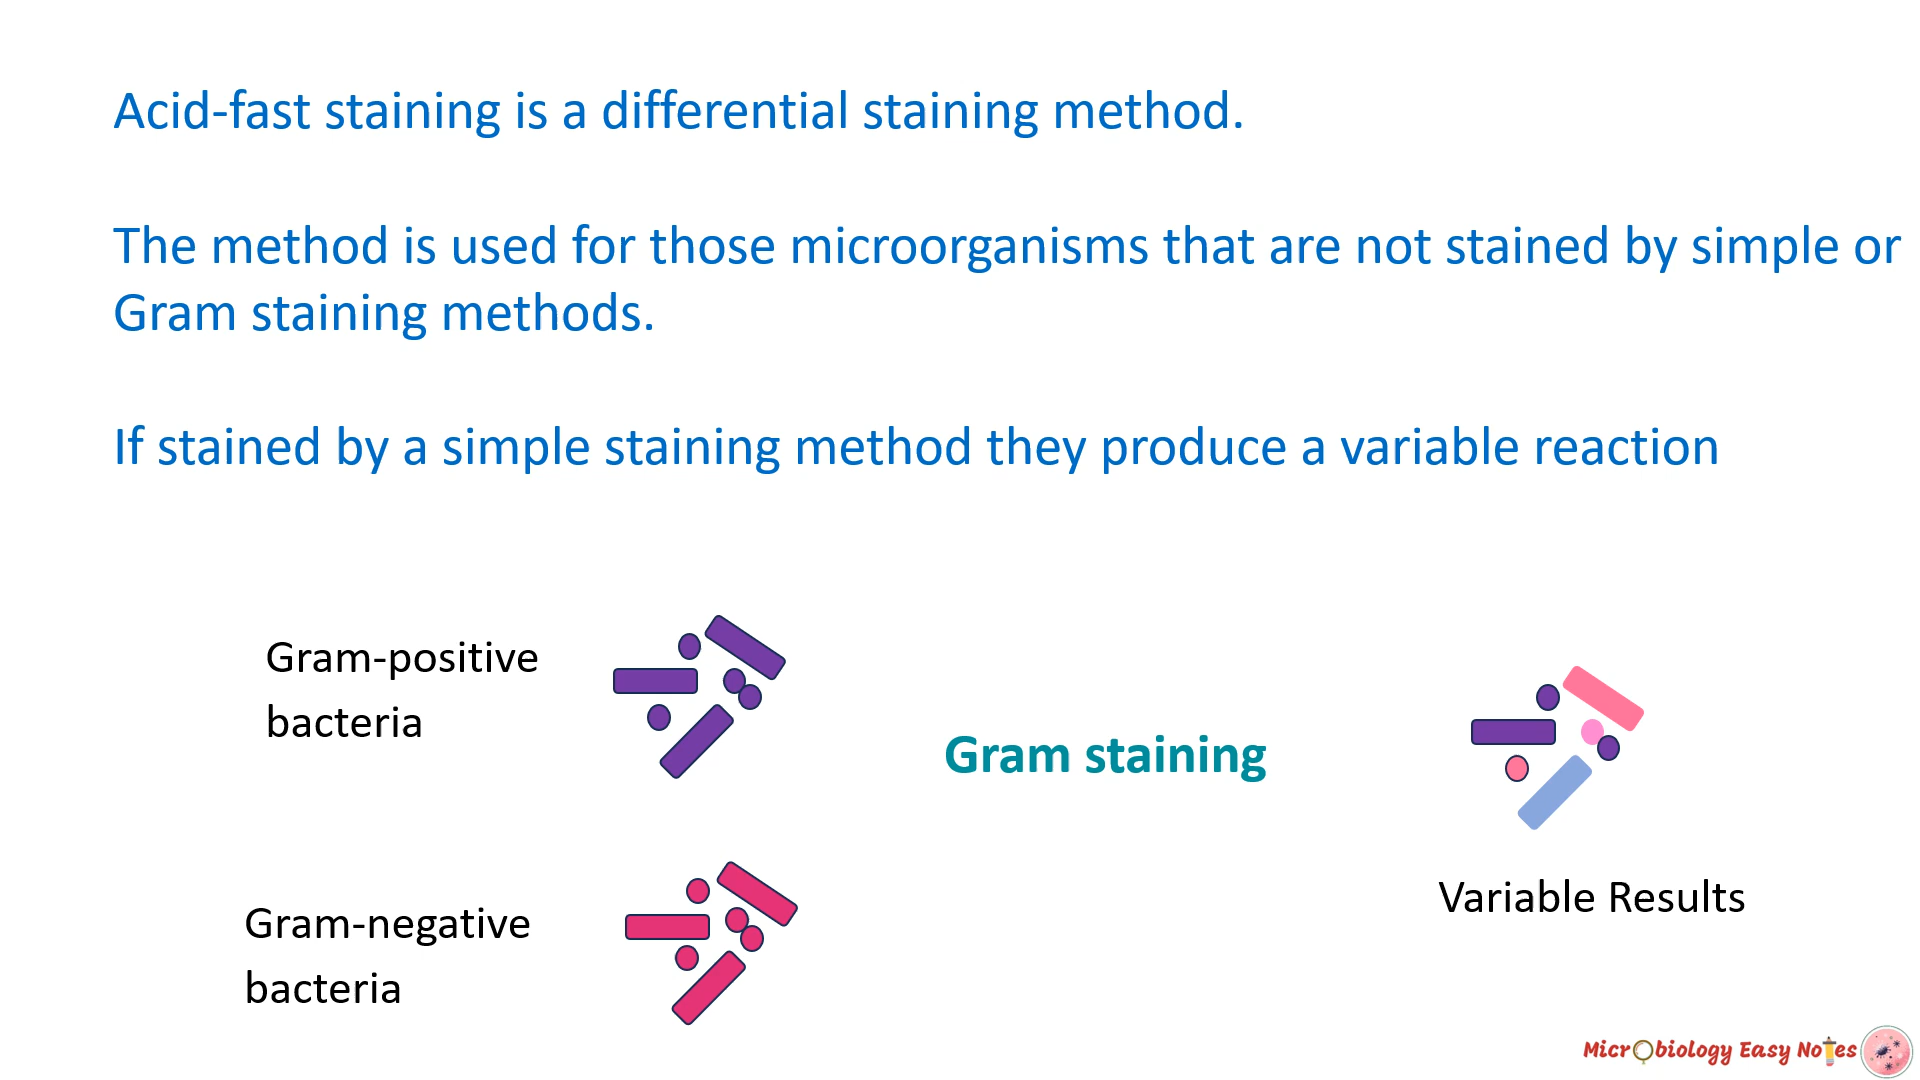 Acid-fast staining is a differential staining method.
The method is used for those microorganisms that are not stained by simple or
Gram staining methods.
If stained by a simple staining method they produce a variable reaction
Gram-positive
bacteria
Gram staining
Variable Results
Gram-negative
bacteria
Microbiology Easy Notes